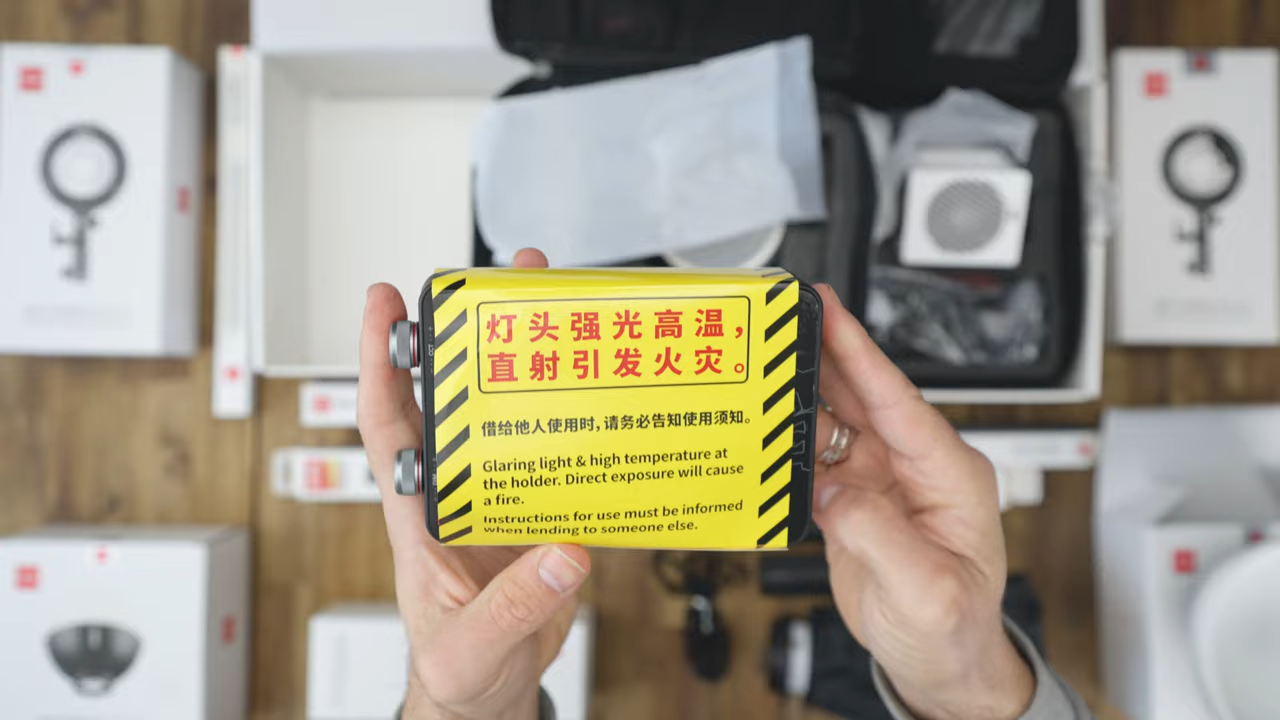 灯头强光高温，
直射引发火灾。
借给他人使用时，请务必告知使用须知。
Glaring light & high temperature at
the holder. Direct exposure will cause
a fire.
Instructions for use must be informed
when lending to someone else.